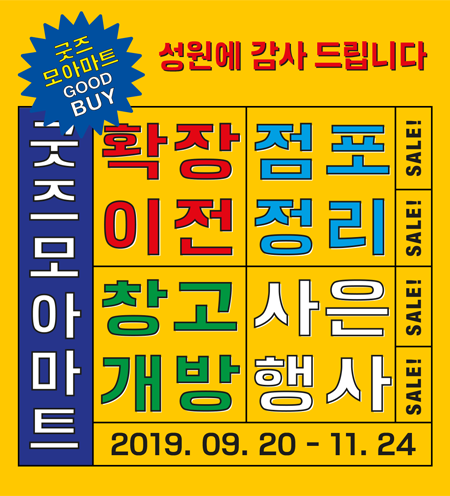 굿즈
모아마트
GOOD
BUY
성원에 감사 드립니다
굿즈모아마트
확장
이전
점포
정리
창고
개방
사은
행사
SALE!
SALE!
SALE!
SALE!
2019. 09. 20 - 11. 24